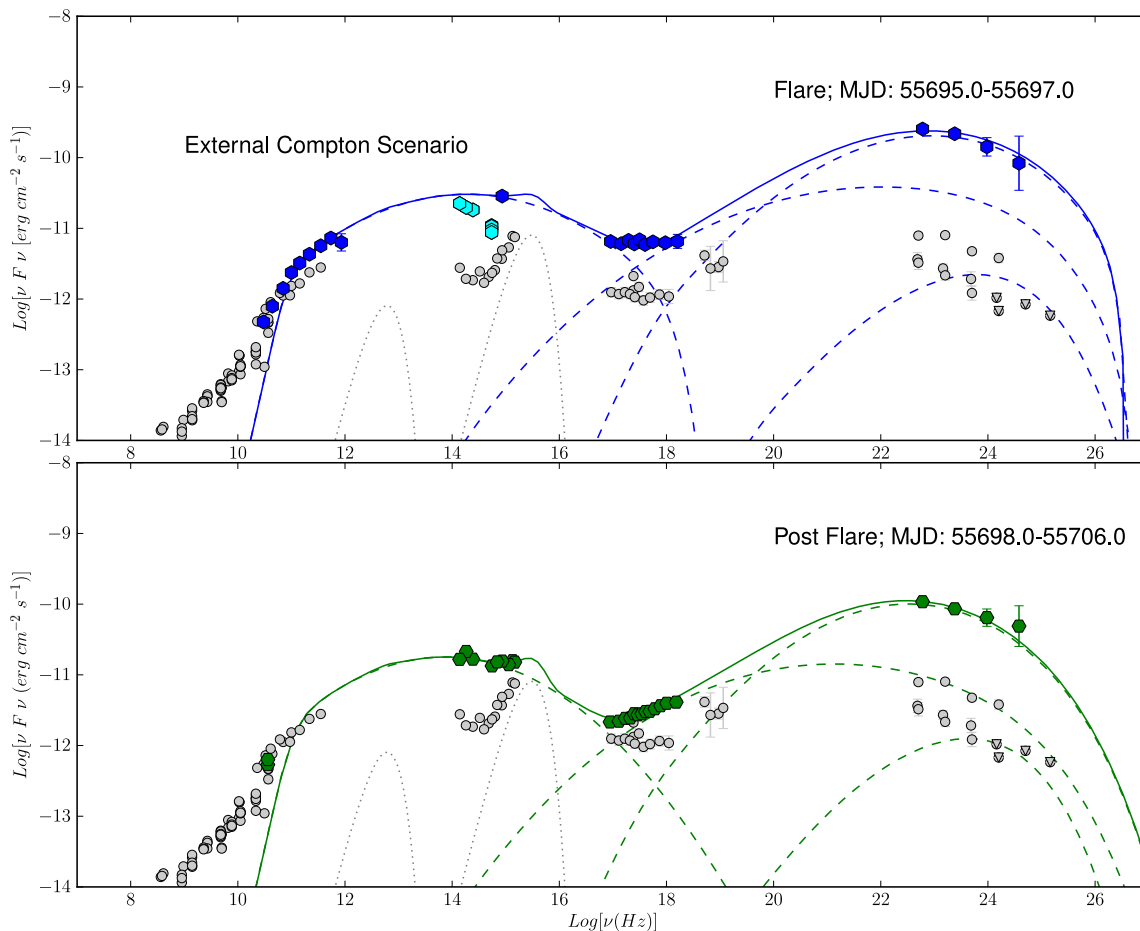 −8
−9
−10
−11
−12
−13
−14
Log[ν F ν [erg cm−2 s−1)]
Flare; MJD: 55695.0-55697.0
External Compton Scenario
8 10 12 14 16 18 20 22 24 26
−8
−9
−10
−11
−12
−13
−14
Log[ν F ν (erg cm−2 s−1)]
Post Flare; MJD: 55698.0-55706.0
8 10 12 14 16 18 20 22 24 26
Log[ν(Hz)]